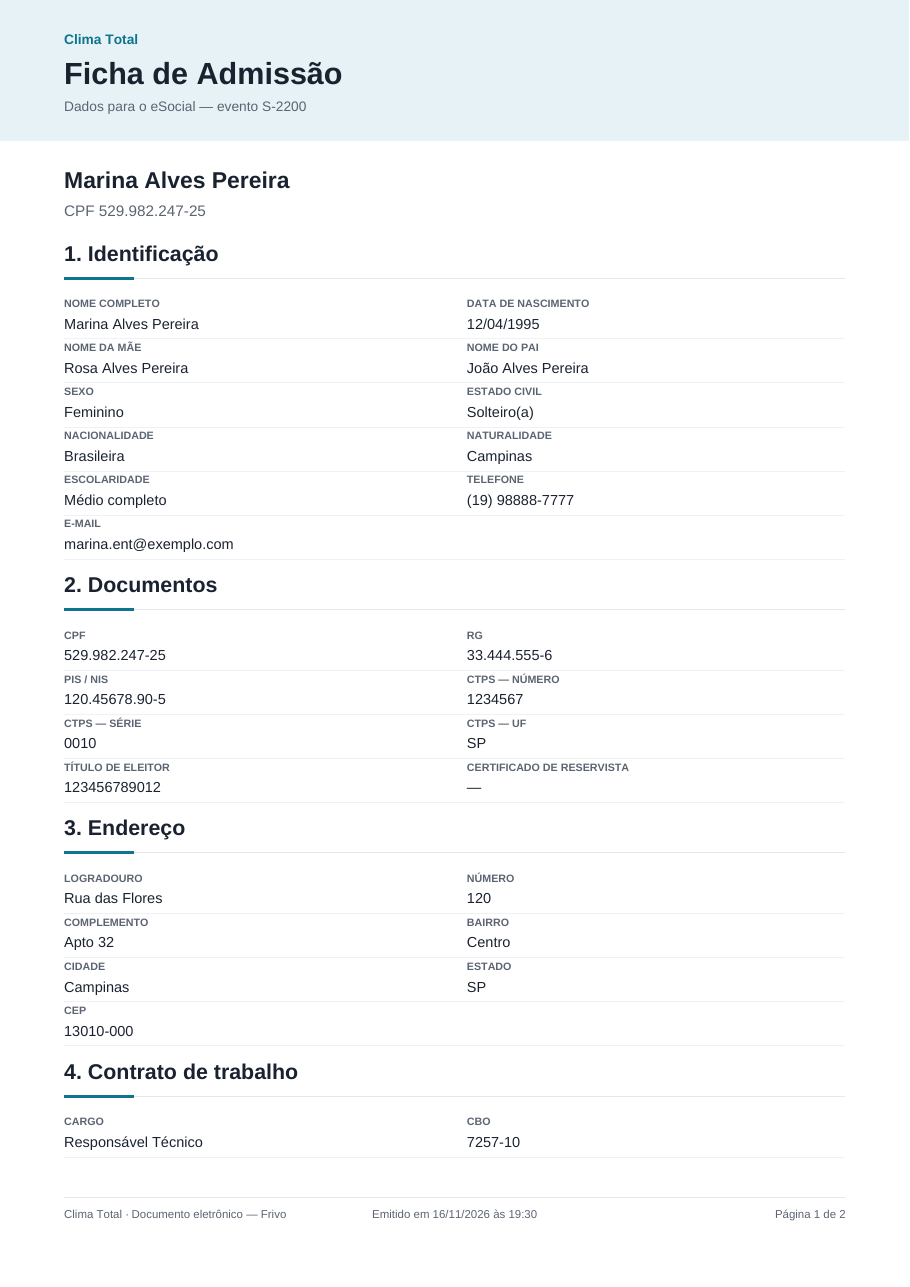 Clima Total
Ficha de Admissão
Dados para o eSocial — evento S-2200
Marina Alves Pereira
CPF 529.982.247-25
1. Identificação
NOME COMPLETO DATA DE NASCIMENTO
Marina Alves Pereira 12/04/1995
NOME DA MÃE NOME DO PAI
Rosa Alves Pereira João Alves Pereira
SEXO ESTADO CIVIL
Feminino Solteiro(a)
NACIONALIDADE NATURALIDADE
Brasileira Campinas
ESCOLARIDADE TELEFONE
Médio completo (19) 98888-7777
E-MAIL
marina.ent@exemplo.com
2. Documentos
CPF RG
529.982.247-25 33.444.555-6
PIS / NIS CTPS — NÚMERO
120.45678.90-5 1234567
CTPS — SÉRIE CTPS — UF
0010 SP
TÍTULO DE ELEITOR CERTIFICADO DE RESERVISTA
123456789012 —
3. Endereço
LOGRADOURO NÚMERO
Rua das Flores 120
COMPLEMENTO BAIRRO
Apto 32 Centro
CIDADE ESTADO
Campinas SP
CEP
13010-000
4. Contrato de trabalho
CARGO CBO
Responsável Técnico 7257-10
Clima Total · Documento eletrônico — Frivo Emitido em 16/11/2026 às 19:30 Página 1 de 2